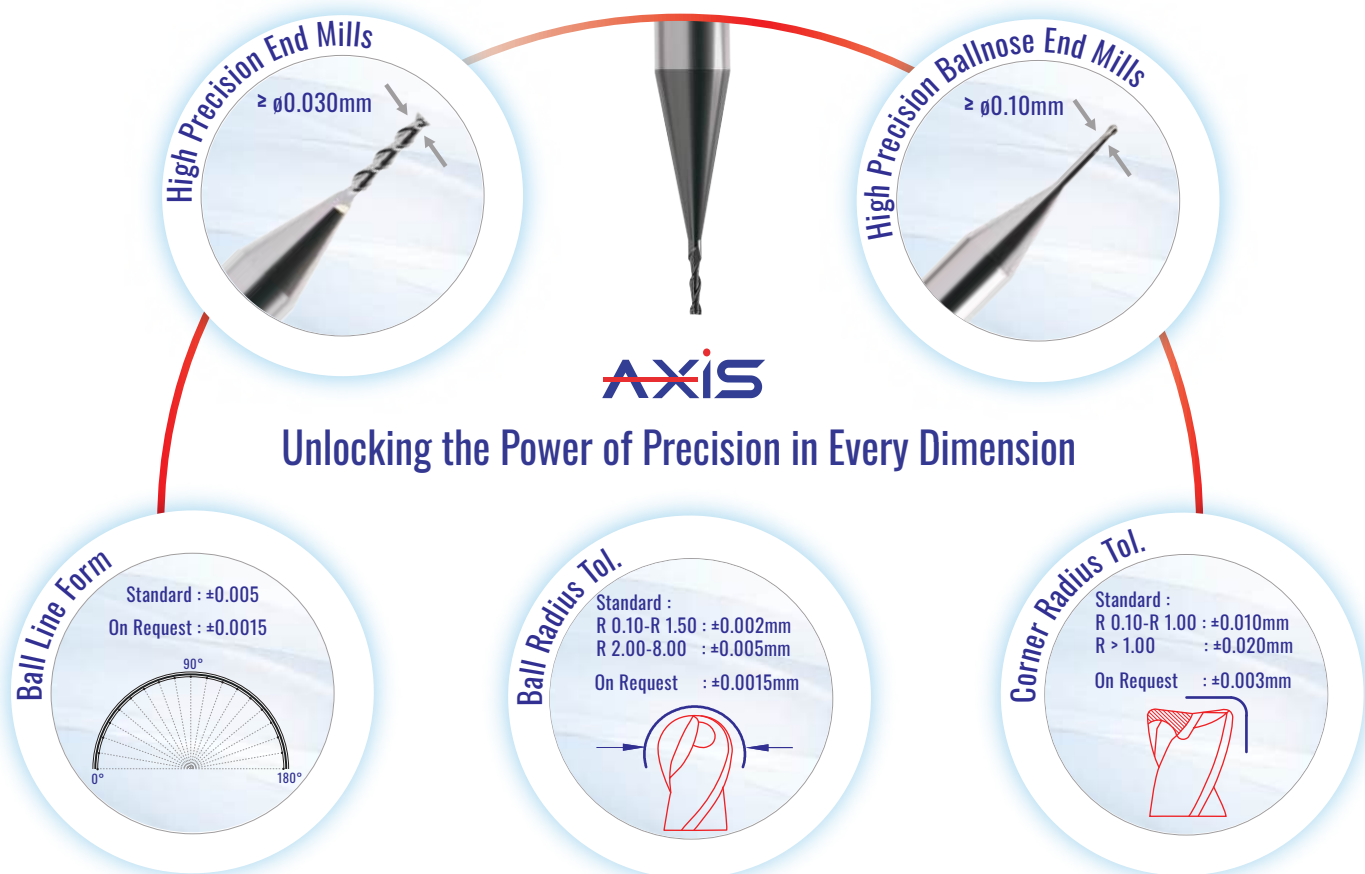 High Precision End Mills
≥ ø0.030mm
High Precision Ballnose End Mills
≥ ø0.10mm
AXiS
Unlocking the Power of Precision in Every Dimension
Ball Line Form
Standard : ±0.005
On Request : ±0.0015
90°
0°
180°
Ball Radius Tol.
Standard :
R 0.10-R 1.50 : ±0.002mm
R 2.00-8.00 : ±0.005mm
On Request : ±0.0015mm
Corner Radius Tol.
Standard :
R 0.10-R 1.00 : ±0.010mm
R > 1.00 : ±0.020mm
On Request : ±0.003mm